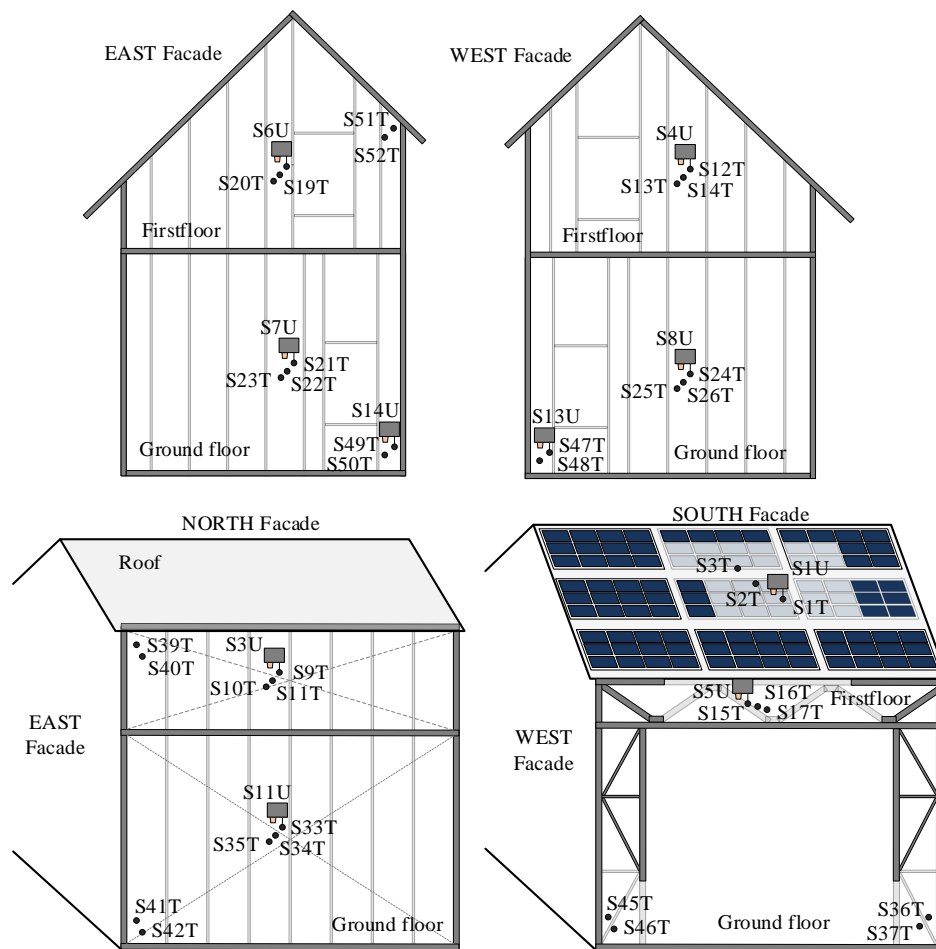 EAST Facade
S51T
S6U
S52T
S20T
S19T
Firstfloor
S7U
S21T
S23T
S22T
S14U
Ground floor
S49T
S50T
WEST Facade
S4U
S12T
S13T
S14T
Firstfloor
S8U
S24T
S25T
S26T
S13U
S47T
Ground floor
S48T
NORTH Facade
Roof
S39T
S3U
S40T
S9T
S10T
S11T
EAST
Facade
S11U
S33T
S35T
S34T
S41T
S42T
Ground floor
SOUTH Facade
S3T
S1U
S2T
S1T
S5U
S16T
Firstfloor
S15T
S17T
WEST
Facade
S45T
S36T
S46T
Ground floor
S37T